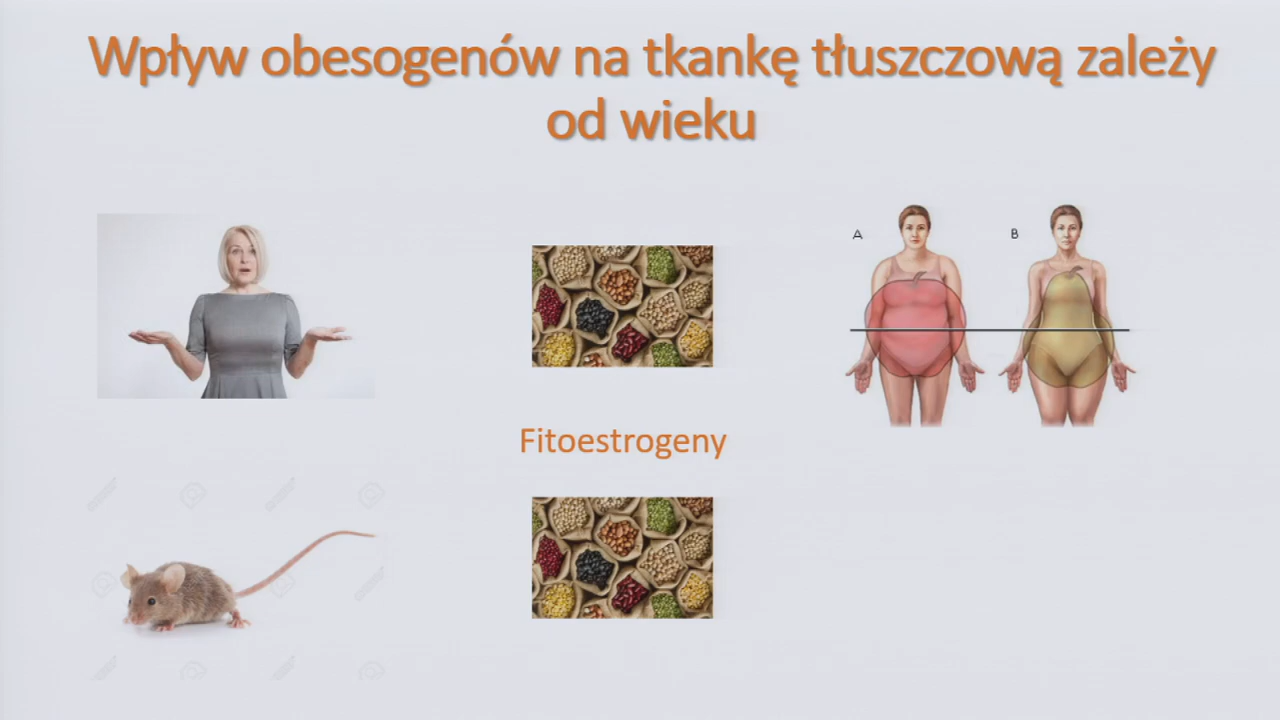 Wpływ obesogenów na tkankę tłuszczową zależy
od wieku
A
B
Fitoestrogeny